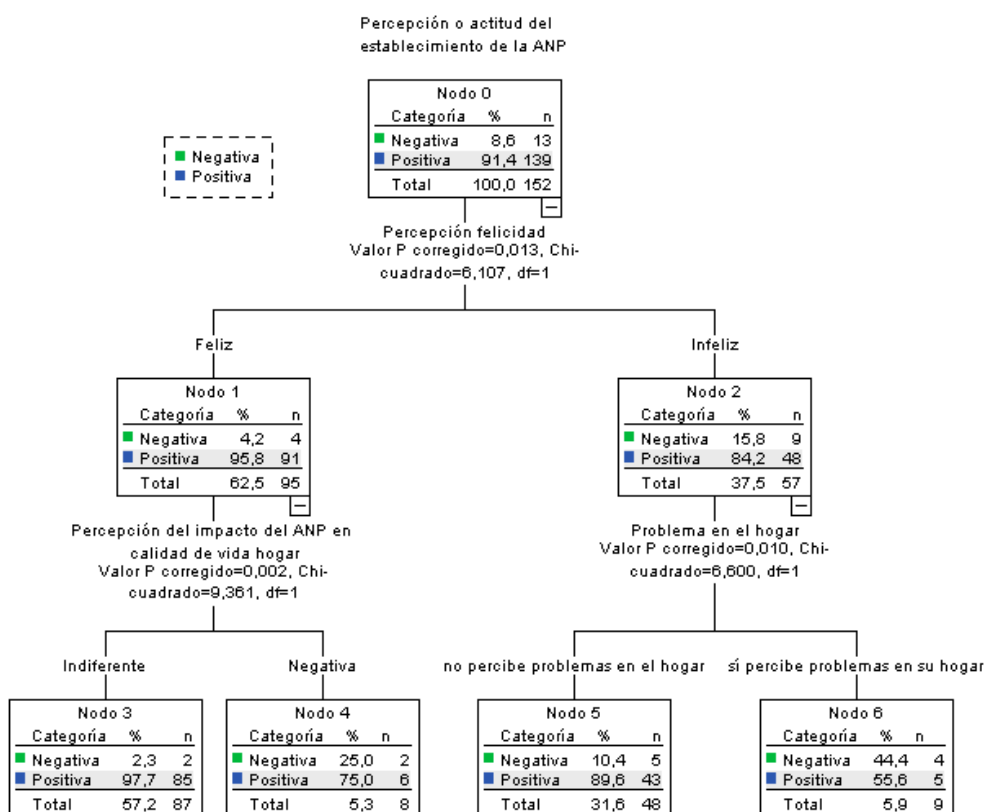 Percepción o actitud del
establecimiento de la ANP
Nodo 0
Categoría % n
Negativa 8,6 13
Positiva 91,4 139
Total 100,0 152
Negativa
Positiva
Percepción felicidad
Valor P corregido=0,013, Chi-
cuadrado=6,107, df=1
Feliz
Infeliz
Nodo 1
Categoría % n
Negativa 4,2 4
Positiva 95,8 91
Total 62,5 95
Nodo 2
Categoría % n
Negativa 15,8 9
Positiva 84,2 48
Total 37,5 57
Percepción del impacto del ANP en
calidad de vida hogar
Valor P corregido=0,002, Chi-
cuadrado=9,361, df=1
Problema en el hogar
Valor P corregido=0,010, Chi-
cuadrado=6,600, df=1
Indiferente
Negativa
no percibe problemas en el hogar
sí percibe problemas en su hogar
Nodo 3
Categoría % n
Negativa 2,3 2
Positiva 97,7 85
Total 57,2 87
Nodo 4
Categoría % n
Negativa 25,0 2
Positiva 75,0 6
Total 5,3 8
Nodo 5
Categoría % n
Negativa 10,4 5
Positiva 89,6 43
Total 31,6 48
Nodo 6
Categoría % n
Negativa 44,4 4
Positiva 55,6 5
Total 5,9 9